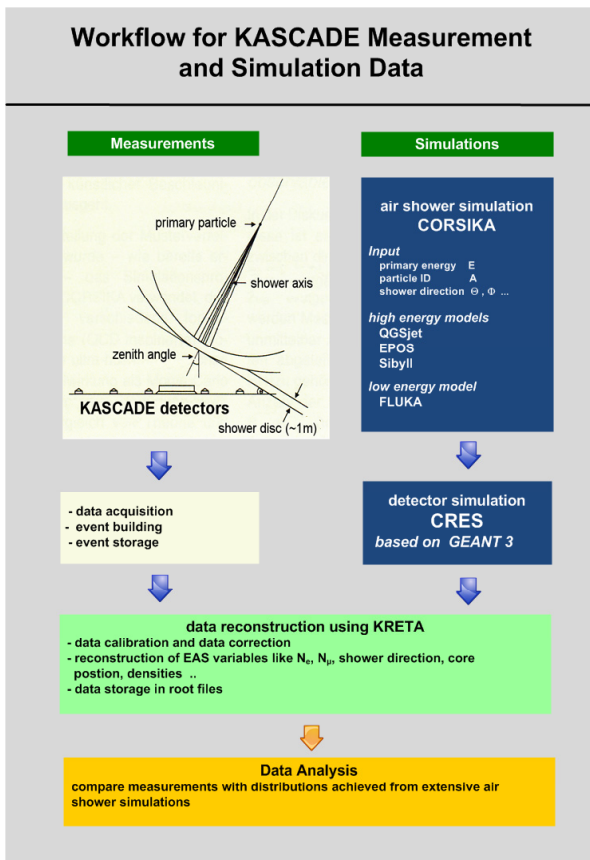 Workflow for KASCADE Measurement
and Simulation Data
Measurements
primary particle
shower axis
zenith angle
KASCADE detectors
shower disc (~1m)
- data acquisition
- event building
- event storage
Simulations
air shower simulation
CORSIKA
Input
primary energy E
particle ID A
shower direction Θ , Φ ...
high energy models
QGSjet
EPOS
Sibyll
low energy model
FLUKA
detector simulation
CRES
based on GEANT 3
data reconstruction using KRETA
- data calibration and data correction
- reconstruction of EAS variables like Nₑ, Nµ, shower direction, core
postion, densities ..
- data storage in root files
Data Analysis
compare measurements with distributions achieved from extensive air
shower simulations